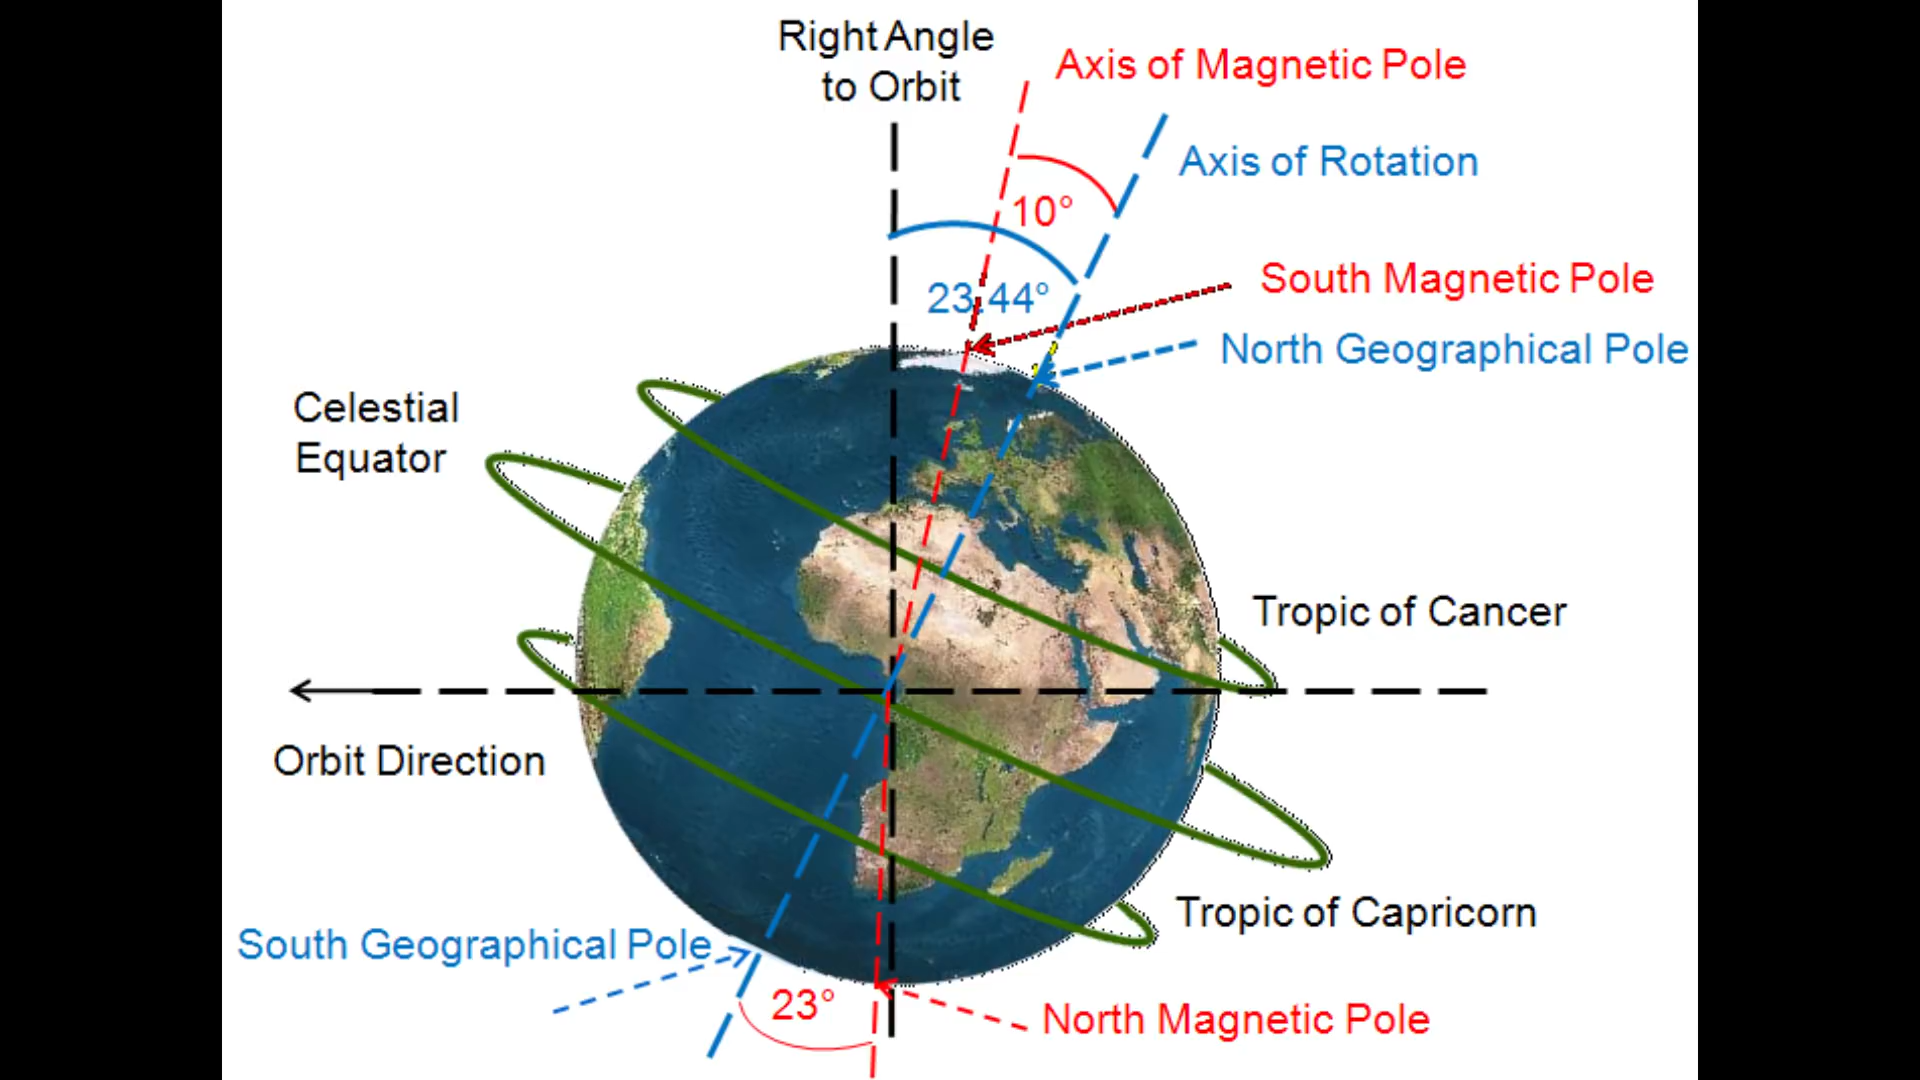 Right Angle
to Orbit
Axis of Magnetic Pole
Axis of Rotation
10°
23.44°
South Magnetic Pole
North Geographical Pole
Celestial
Equator
Tropic of Cancer
Orbit Direction
Tropic of Capricorn
South Geographical Pole
23°
North Magnetic Pole